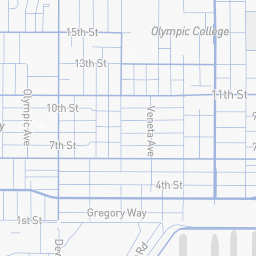 15th St
Olympic College
13th St
11th St
Olympic Ave
10th St
Veneta Ave
7th St
4th St
Gregory Way
1st St
Rd